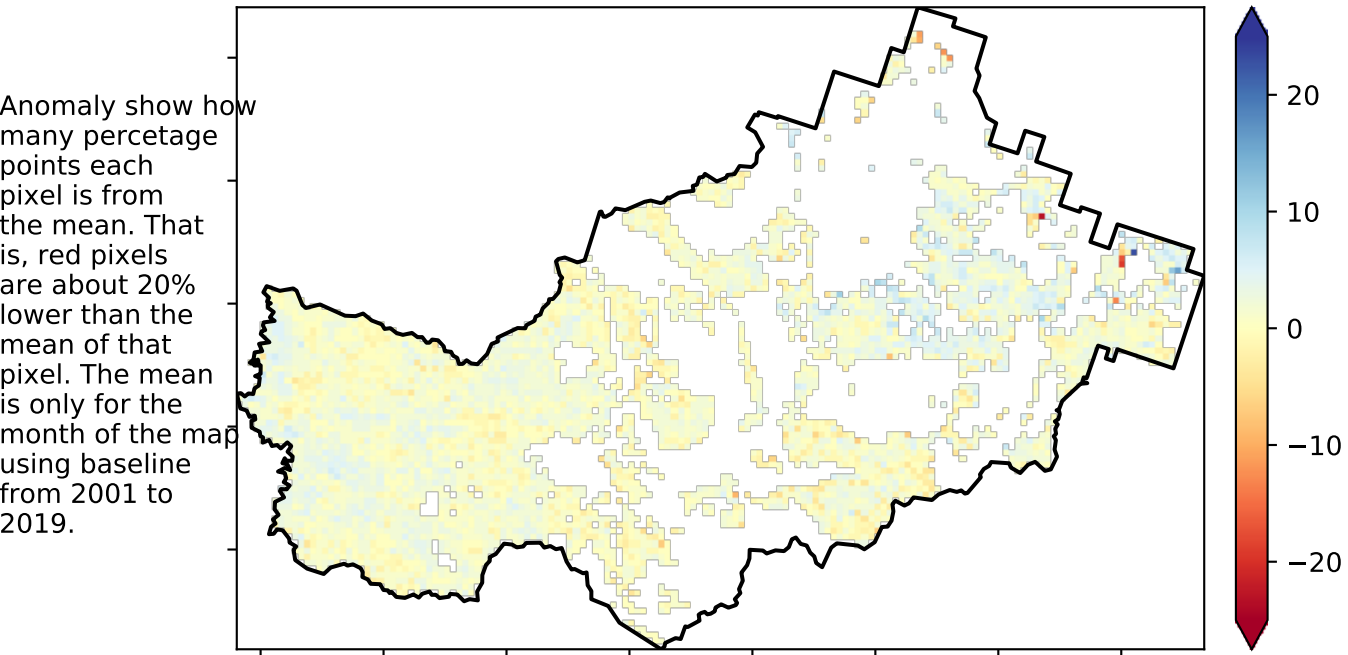 Anomaly show how
many percetage
points each
pixel is from
the mean. That
is, red pixels
are about 20%
lower than the
mean of that
pixel. The mean
is only for the
month of the map
using baseline
from 2001 to
2019.
20
10
0
−10
−20